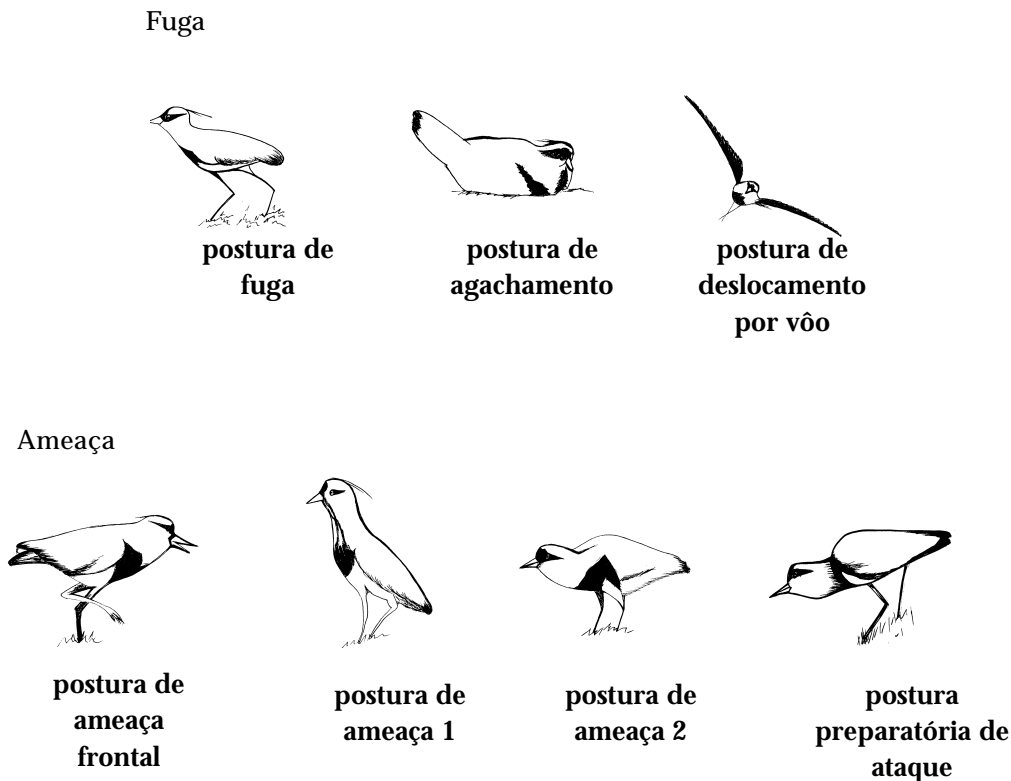 Fuga
postura de
fuga
postura de
agachamento
postura de
deslocamento
por vôo
Ameaça
postura de
ameaça
frontal
postura de
ameaça 1
postura de
ameaça 2
postura
preparatória de
ataque